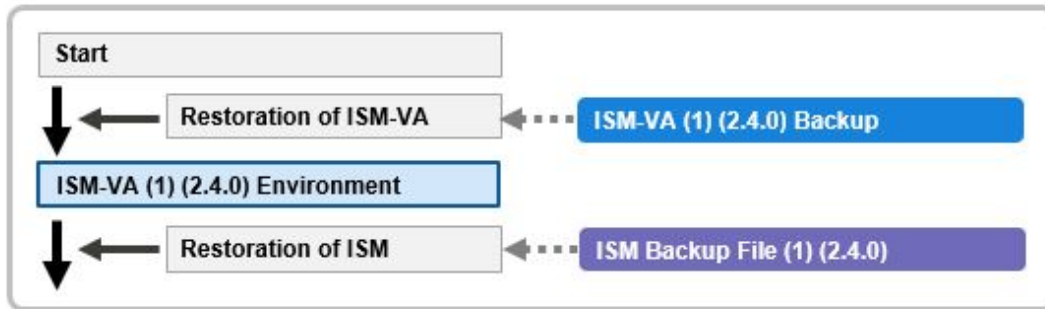 Start
Restoration of ISM-VA
ISM-VA (1) (2.4.0) Backup
ISM-VA (1) (2.4.0) Environment
Restoration of ISM
ISM Backup File (1) (2.4.0)